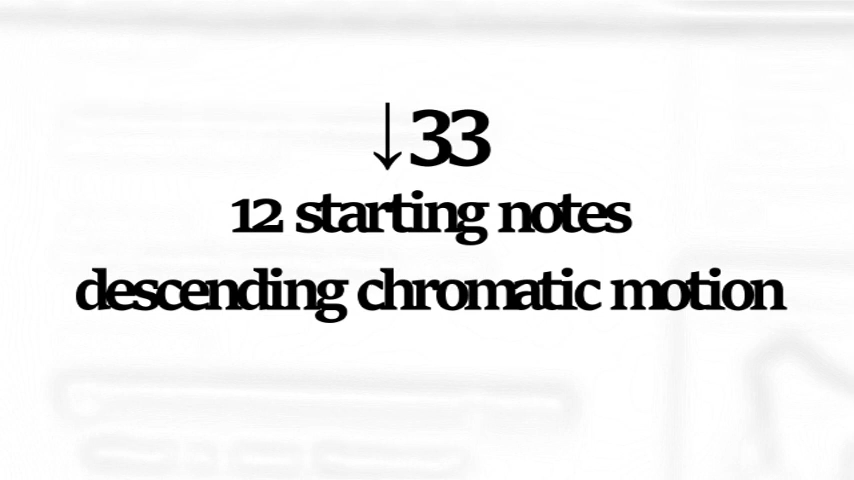 ↓33
12 starting notes
descending chromatic motion